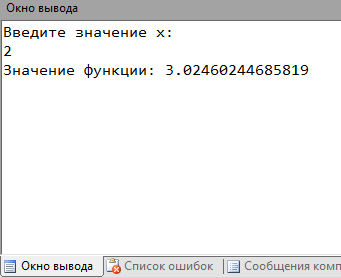 Окно вывода
Введите значение x:
2
Значение функции: 3.02460244685819
Окно вывода
Список ошибок
Сообщения комп